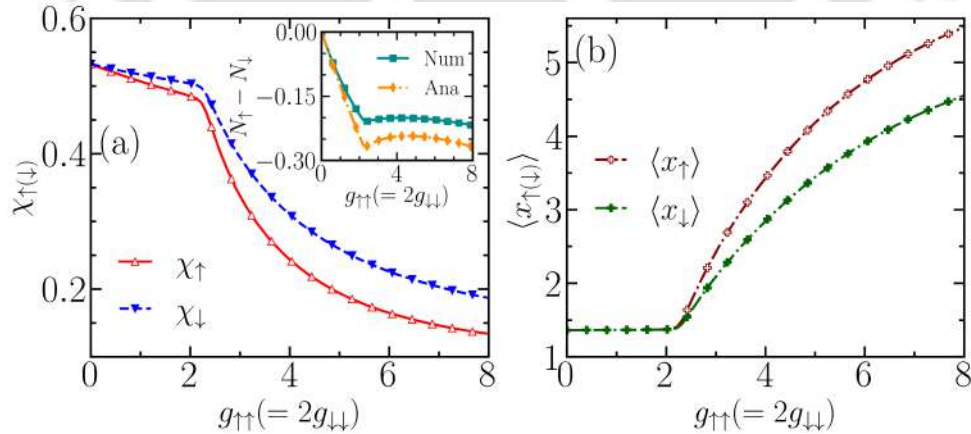 0.6
0.4
0.2
χ↑(↓)
(a)
χ↑
χ↓
0 2 4 6 8
g↑↑(= 2g↓↓)
0.00
−0.15
−0.30
N↑ − N↓
Num
Ana
0 4 8
g↑↑(= 2g↓↓)
(b)
5
4
3
2
1
⟨x↑(↓)⟩
⟨x↑⟩
⟨x↓⟩
0 2 4 6 8
g↑↑(= 2g↓↓)